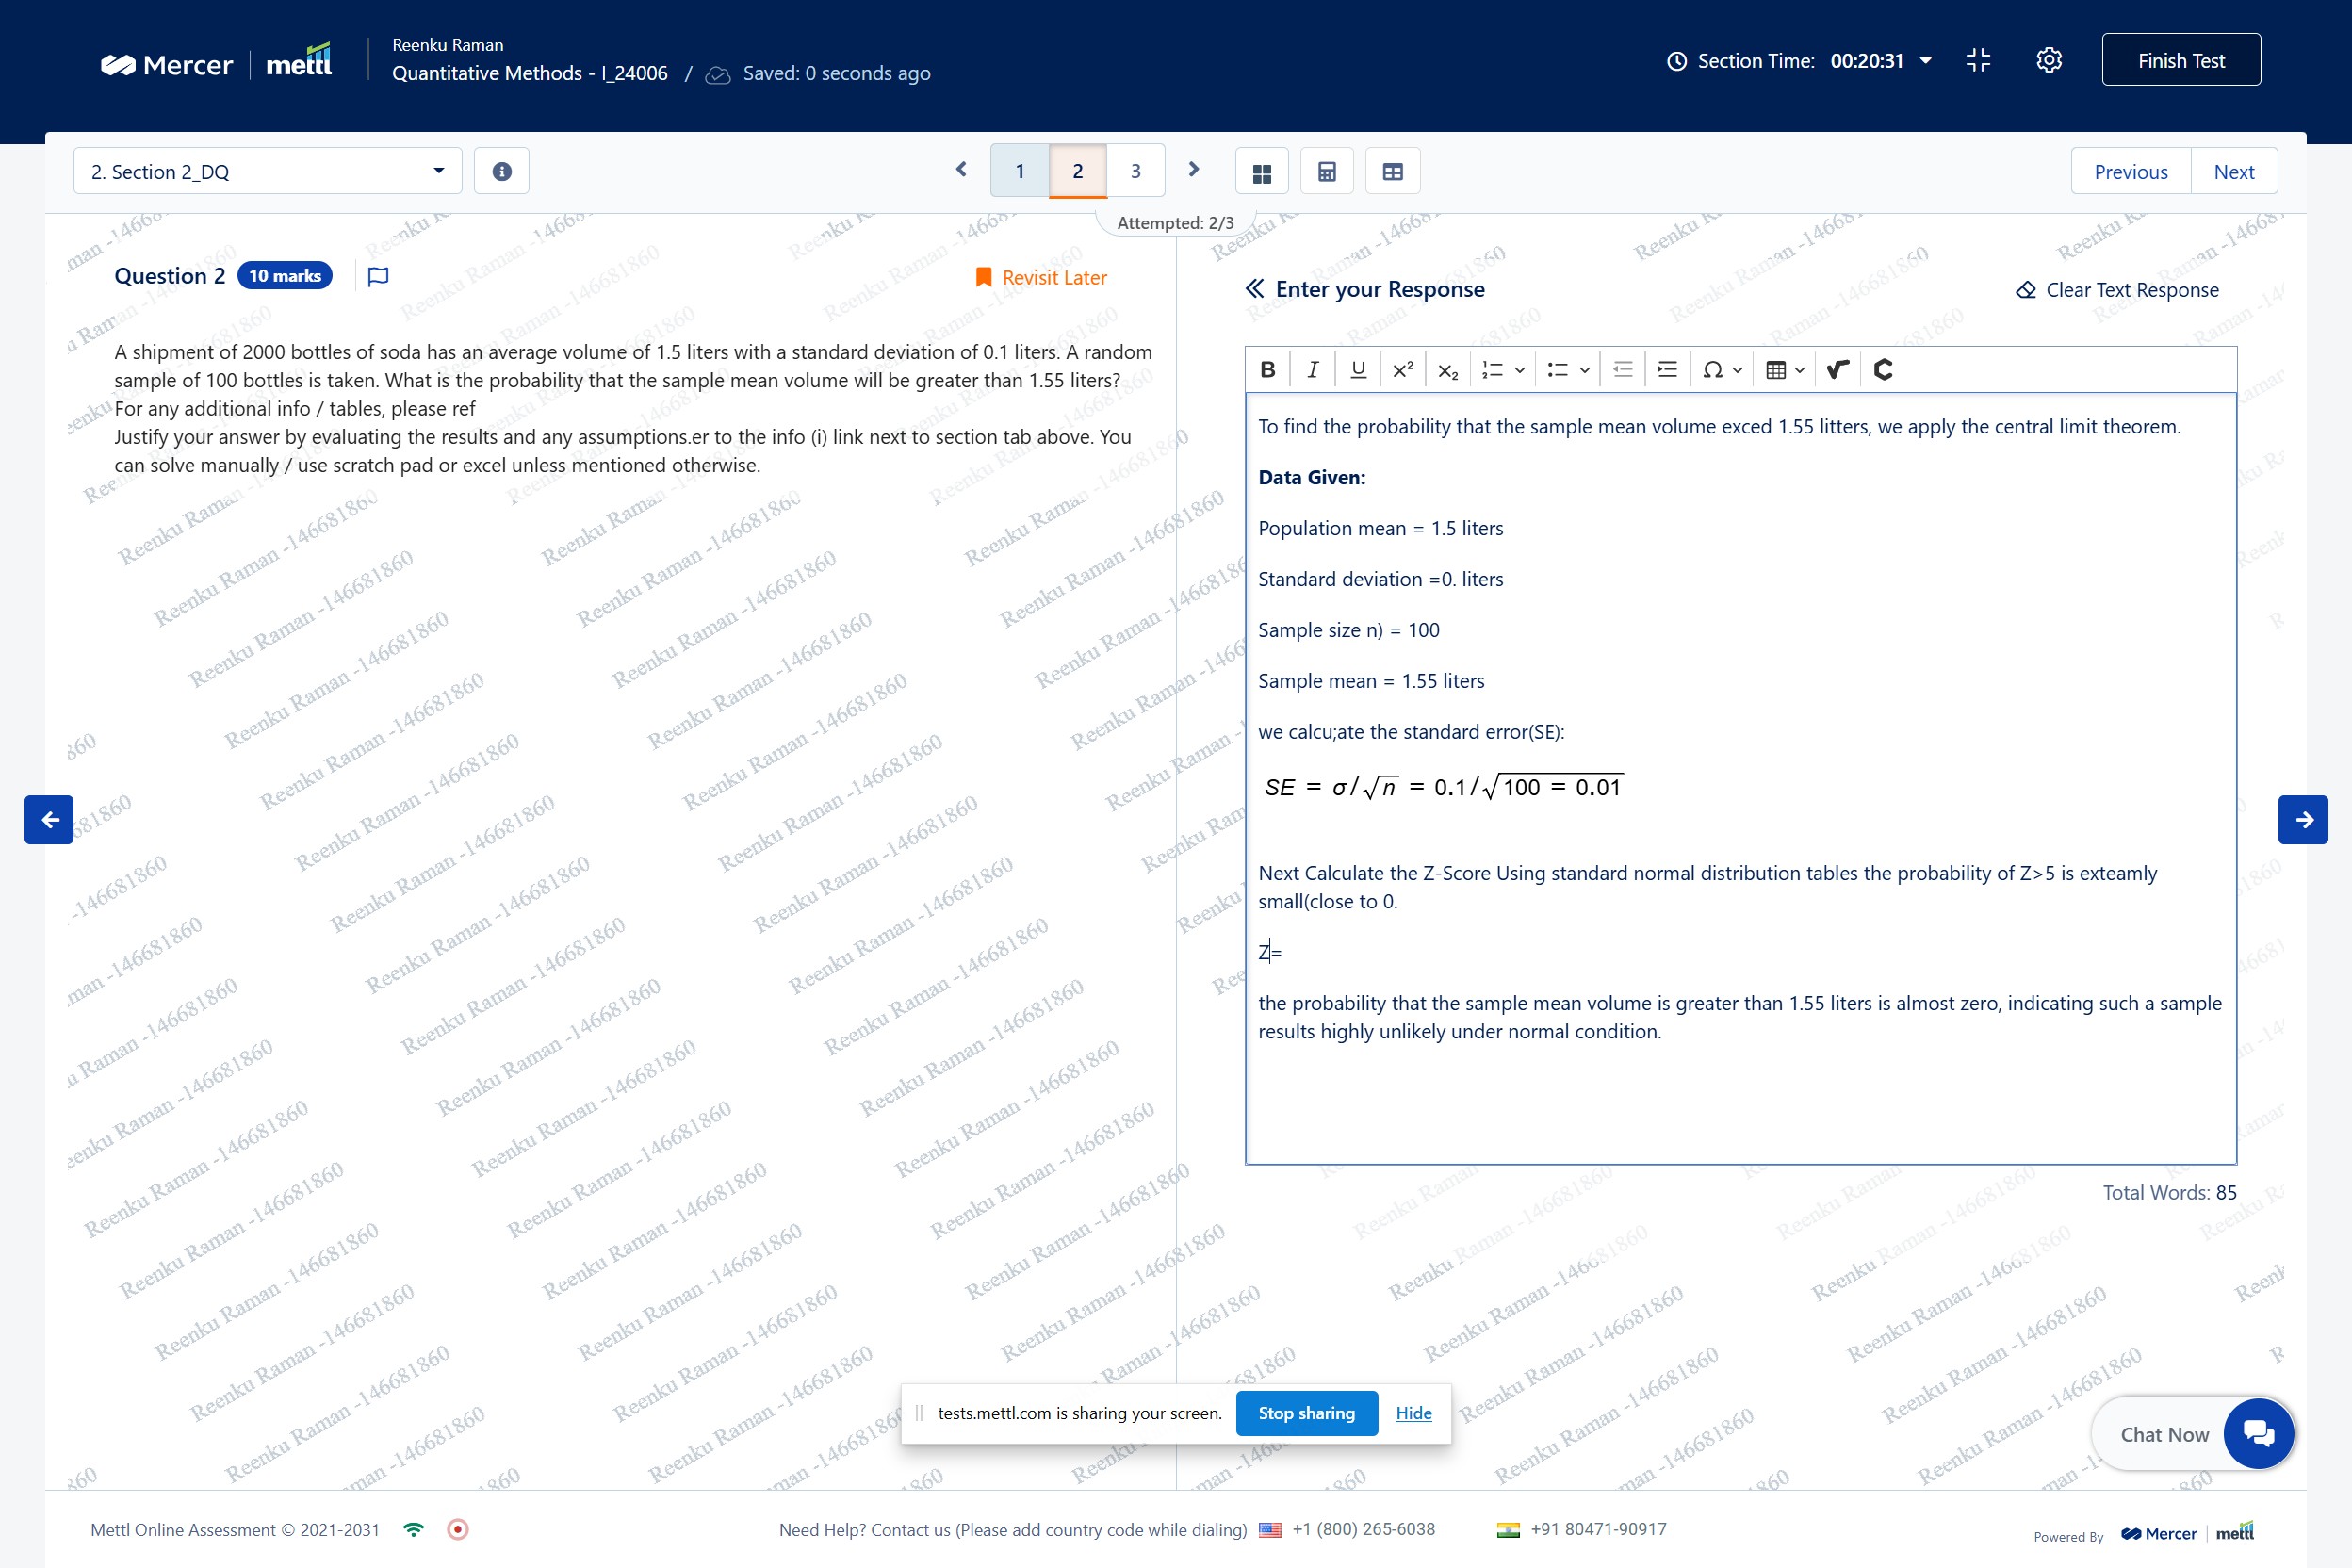 Mercer | mettl
Reenku Raman
Quantitative Methods - I_24006 / Saved: 0 seconds ago
Section Time: 00:20:31
Finish Test
2. Section 2_DQ
1 2 3
Previous Next
Attempted: 2/3
Question 2 10 marks
Revisit Later
A shipment of 2000 bottles of soda has an average volume of 1.5 liters with a standard deviation of 0.1 liters. A random
sample of 100 bottles is taken. What is the probability that the sample mean volume will be greater than 1.55 liters?
For any additional info / tables, please ref
Justify your answer by evaluating the results and any assumptions.er to the info (i) link next to section tab above. You
can solve manually / use scratch pad or excel unless mentioned otherwise.
Enter your Response
Clear Text Response
B I U x² x₂ Ω
To find the probability that the sample mean volume exced 1.55 litters, we apply the central limit theorem.
Data Given:
Population mean = 1.5 liters
Standard deviation =0. liters
Sample size n) = 100
Sample mean = 1.55 liters
we calcu;ate the standard error(SE):
SE = σ/√n = 0.1/√100 = 0.01
Next Calculate the Z-Score Using standard normal distribution tables the probability of Z>5 is exteamly
small(close to 0.
Z=
the probability that the sample mean volume is greater than 1.55 liters is almost zero, indicating such a sample
results highly unlikely under normal condition.
Total Words: 85
Reenku Raman -146681860
tests.mettl.com is sharing your screen. Stop sharing Hide
Chat Now
Mettl Online Assessment © 2021-2031
Need Help? Contact us (Please add country code while dialing) +1 (800) 265-6038 +91 80471-90917
Powered By Mercer | mettl